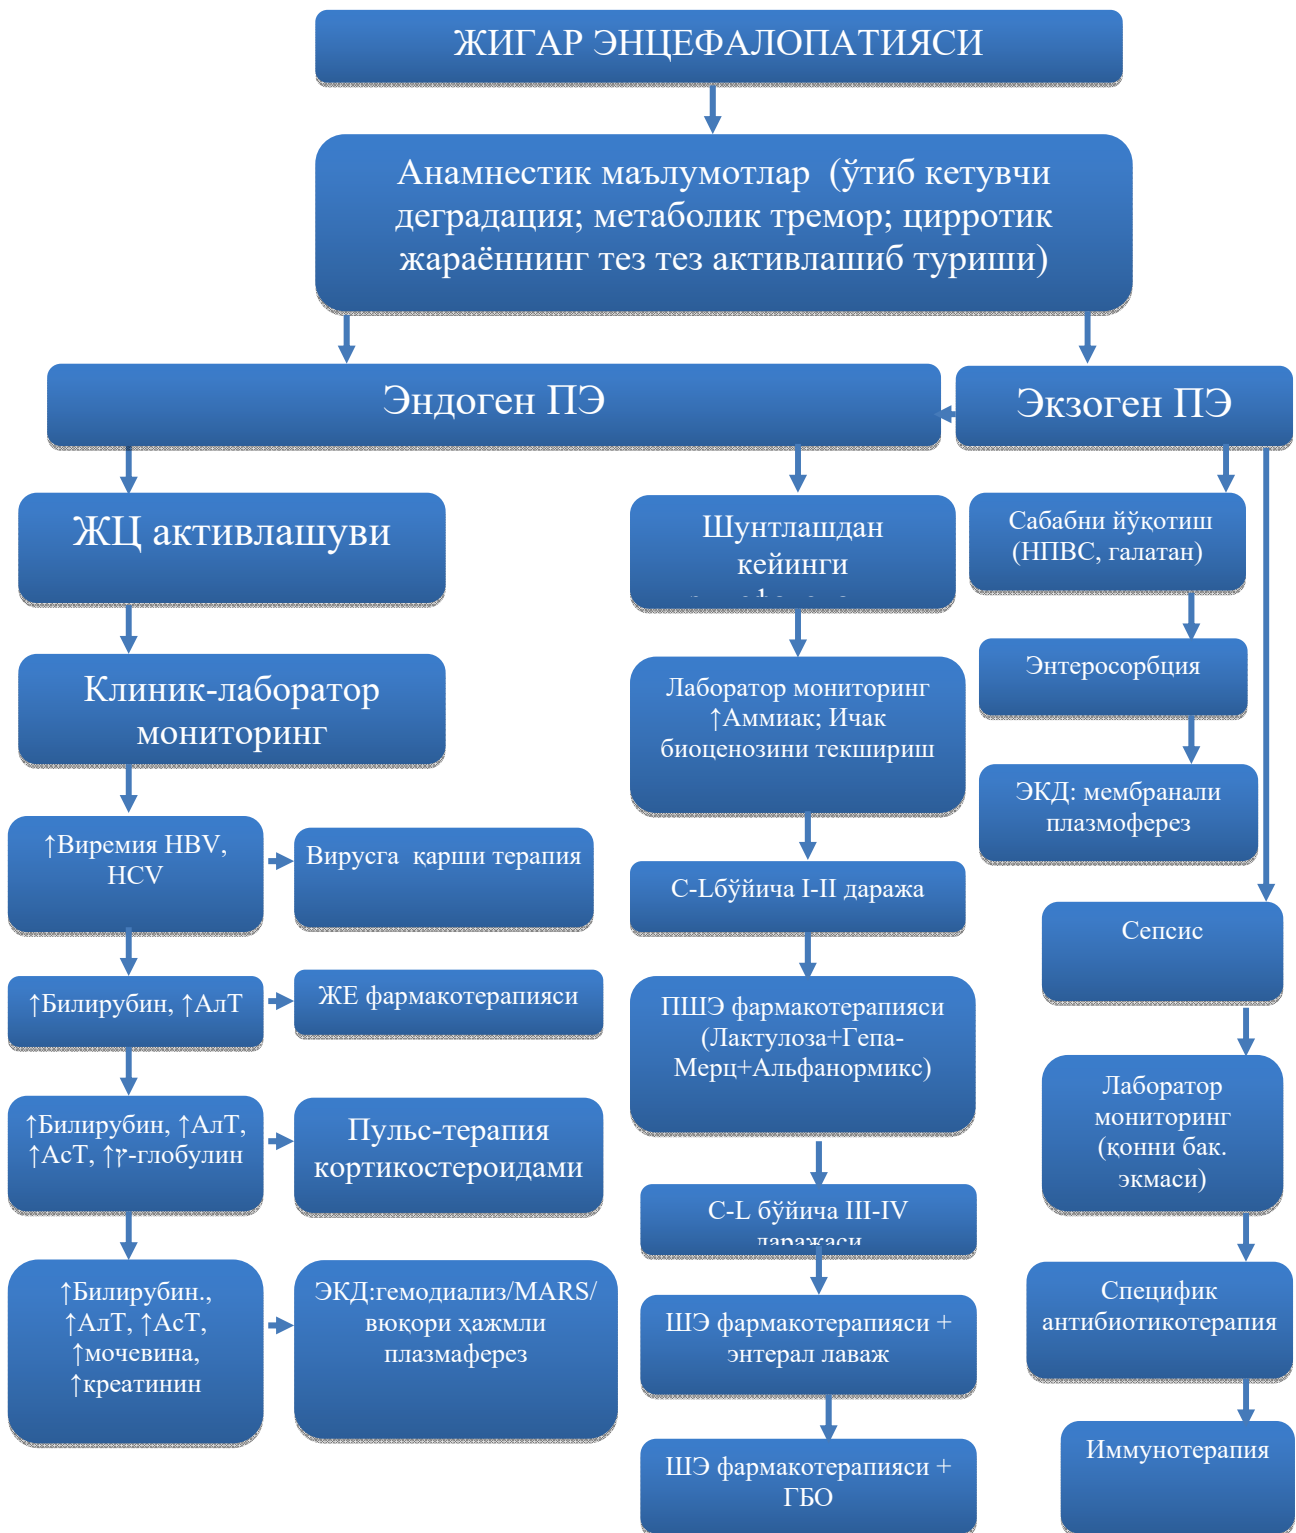 ЖИГАР ЭНЦЕФАЛОПАТИЯСИ
Анамнестик маълумотлар (ўтиб кетувчи
деградация; метаболик тремор; цирротик
жараённинг тез тез активлашиб туриши)
Эндоген ПЭ
Экзоген ПЭ
ЖЦ активлашуви
Клиник-лаборатор
мониторинг
↑Виремия HBV,
HCV
Вирусга қарши терапия
↑Билирубин, ↑АлТ
ЖЕ фармакотерапияси
↑Билирубин, ↑АлТ,
↑АсТ, ↑ץ-глобулин
Пульс-терапия
кортикостероидами
↑Билирубин.,
↑АлТ, ↑АсТ,
↑мочевина,
↑креатинин
ЭКД:гемодиализ/MARS/
вюқори ҳажмли
плазмаферез
Шунтлашдан
кейинги
Лаборатор мониторинг
↑Аммиак; Ичак
биоценозини текшириш
C-Lбўйича I-II даража
ПШЭ фармакотерапияси
(Лактулоза+Гепа-
Мерц+Альфанормикс)
C-L бўйича III-IV
даражаси
ШЭ фармакотерапияси +
энтерал лаваж
ШЭ фармакотерапияси +
ГБО
Сабабни йўқотиш
(НПВС, галатан)
Энтеросорбция
ЭКД: мембранали
плазмоферез
Сепсис
Лаборатор
мониторинг
(қонни бак.
экмаси)
Специфик
антибиотикотерапия
Иммунотерапия